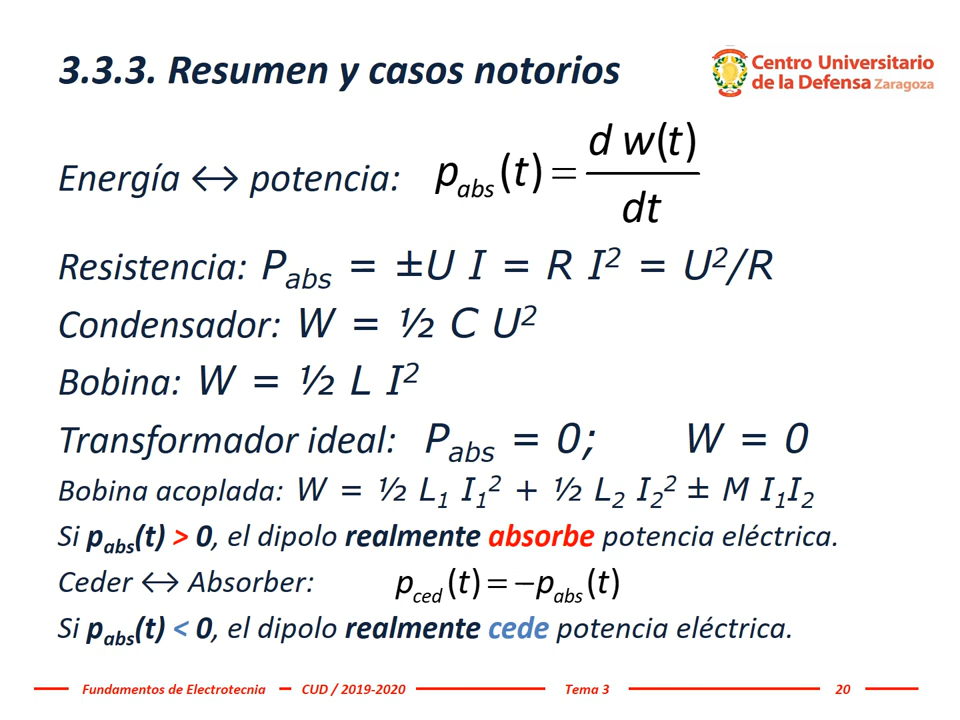 3.3.3. Resumen y casos notorios
Centro Universitario
de la Defensa Zaragoza
Energía ↔ potencia: p_abs (t) = d w(t) / dt
Resistencia: P_abs = ±U I = R I² = U²/R
Condensador: W = ½ C U²
Bobina: W = ½ L I²
Transformador ideal: P_abs = 0; W = 0
Bobina acoplada: W = ½ L₁ I₁² + ½ L₂ I₂² ± M I₁I₂
Si p_abs(t) > 0, el dipolo realmente absorbe potencia eléctrica.
Ceder ↔ Absorber: p_ced (t) = −p_abs (t)
Si p_abs(t) < 0, el dipolo realmente cede potencia eléctrica.
Fundamentos de Electrotecnia CUD / 2019-2020 Tema 3 20